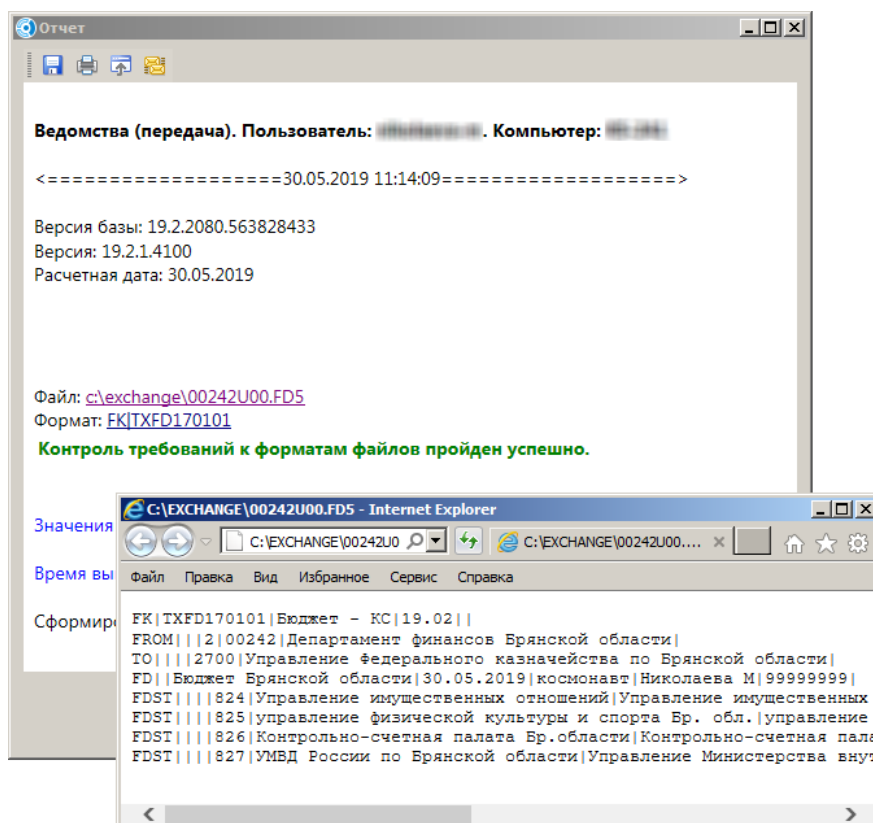 Отчет
Ведомства (передача). Пользователь: . Компьютер:
<===================30.05.2019 11:14:09===================>
Версия базы: 19.2.2080.563828433
Версия: 19.2.1.4100
Расчетная дата: 30.05.2019
Файл: c:\exchange\00242U00.FD5
Формат: FK|TXFD170101
Контроль требований к форматам файлов пройден успешно.
Значения
Время вы
Сформиро
C:\EXCHANGE\00242U00.FD5 - Internet Explorer
C:\EXCHANGE\00242U0 C:\EXCHANGE\00242U00....
Файл Правка Вид Избранное Сервис Справка
FK|TXFD170101|Бюджет - КС|19.02||
FROM|||2|00242|Департамент финансов Брянской области|
TO||||2700|Управление Федерального казначейства по Брянской области|
FD||Бюджет Брянской области|30.05.2019|космонавт|Николаева М|99999999|
FDST||||824|Управление имущественных отношений|Управление имущественных
FDST||||825|управление физической культуры и спорта Бр. обл.|управление
FDST||||826|Контрольно-счетная палата Бр.области|Контрольно-счетная пала
FDST||||827|УМВД России по Брянской области|Управление Министерства внут